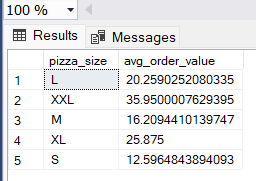 100 %
Results Messages
pizza_size avg_order_value
1 L 20.2590252080335
2 XXL 35.9500007629395
3 M 16.2094410139747
4 XL 25.875
5 S 12.5964843894093